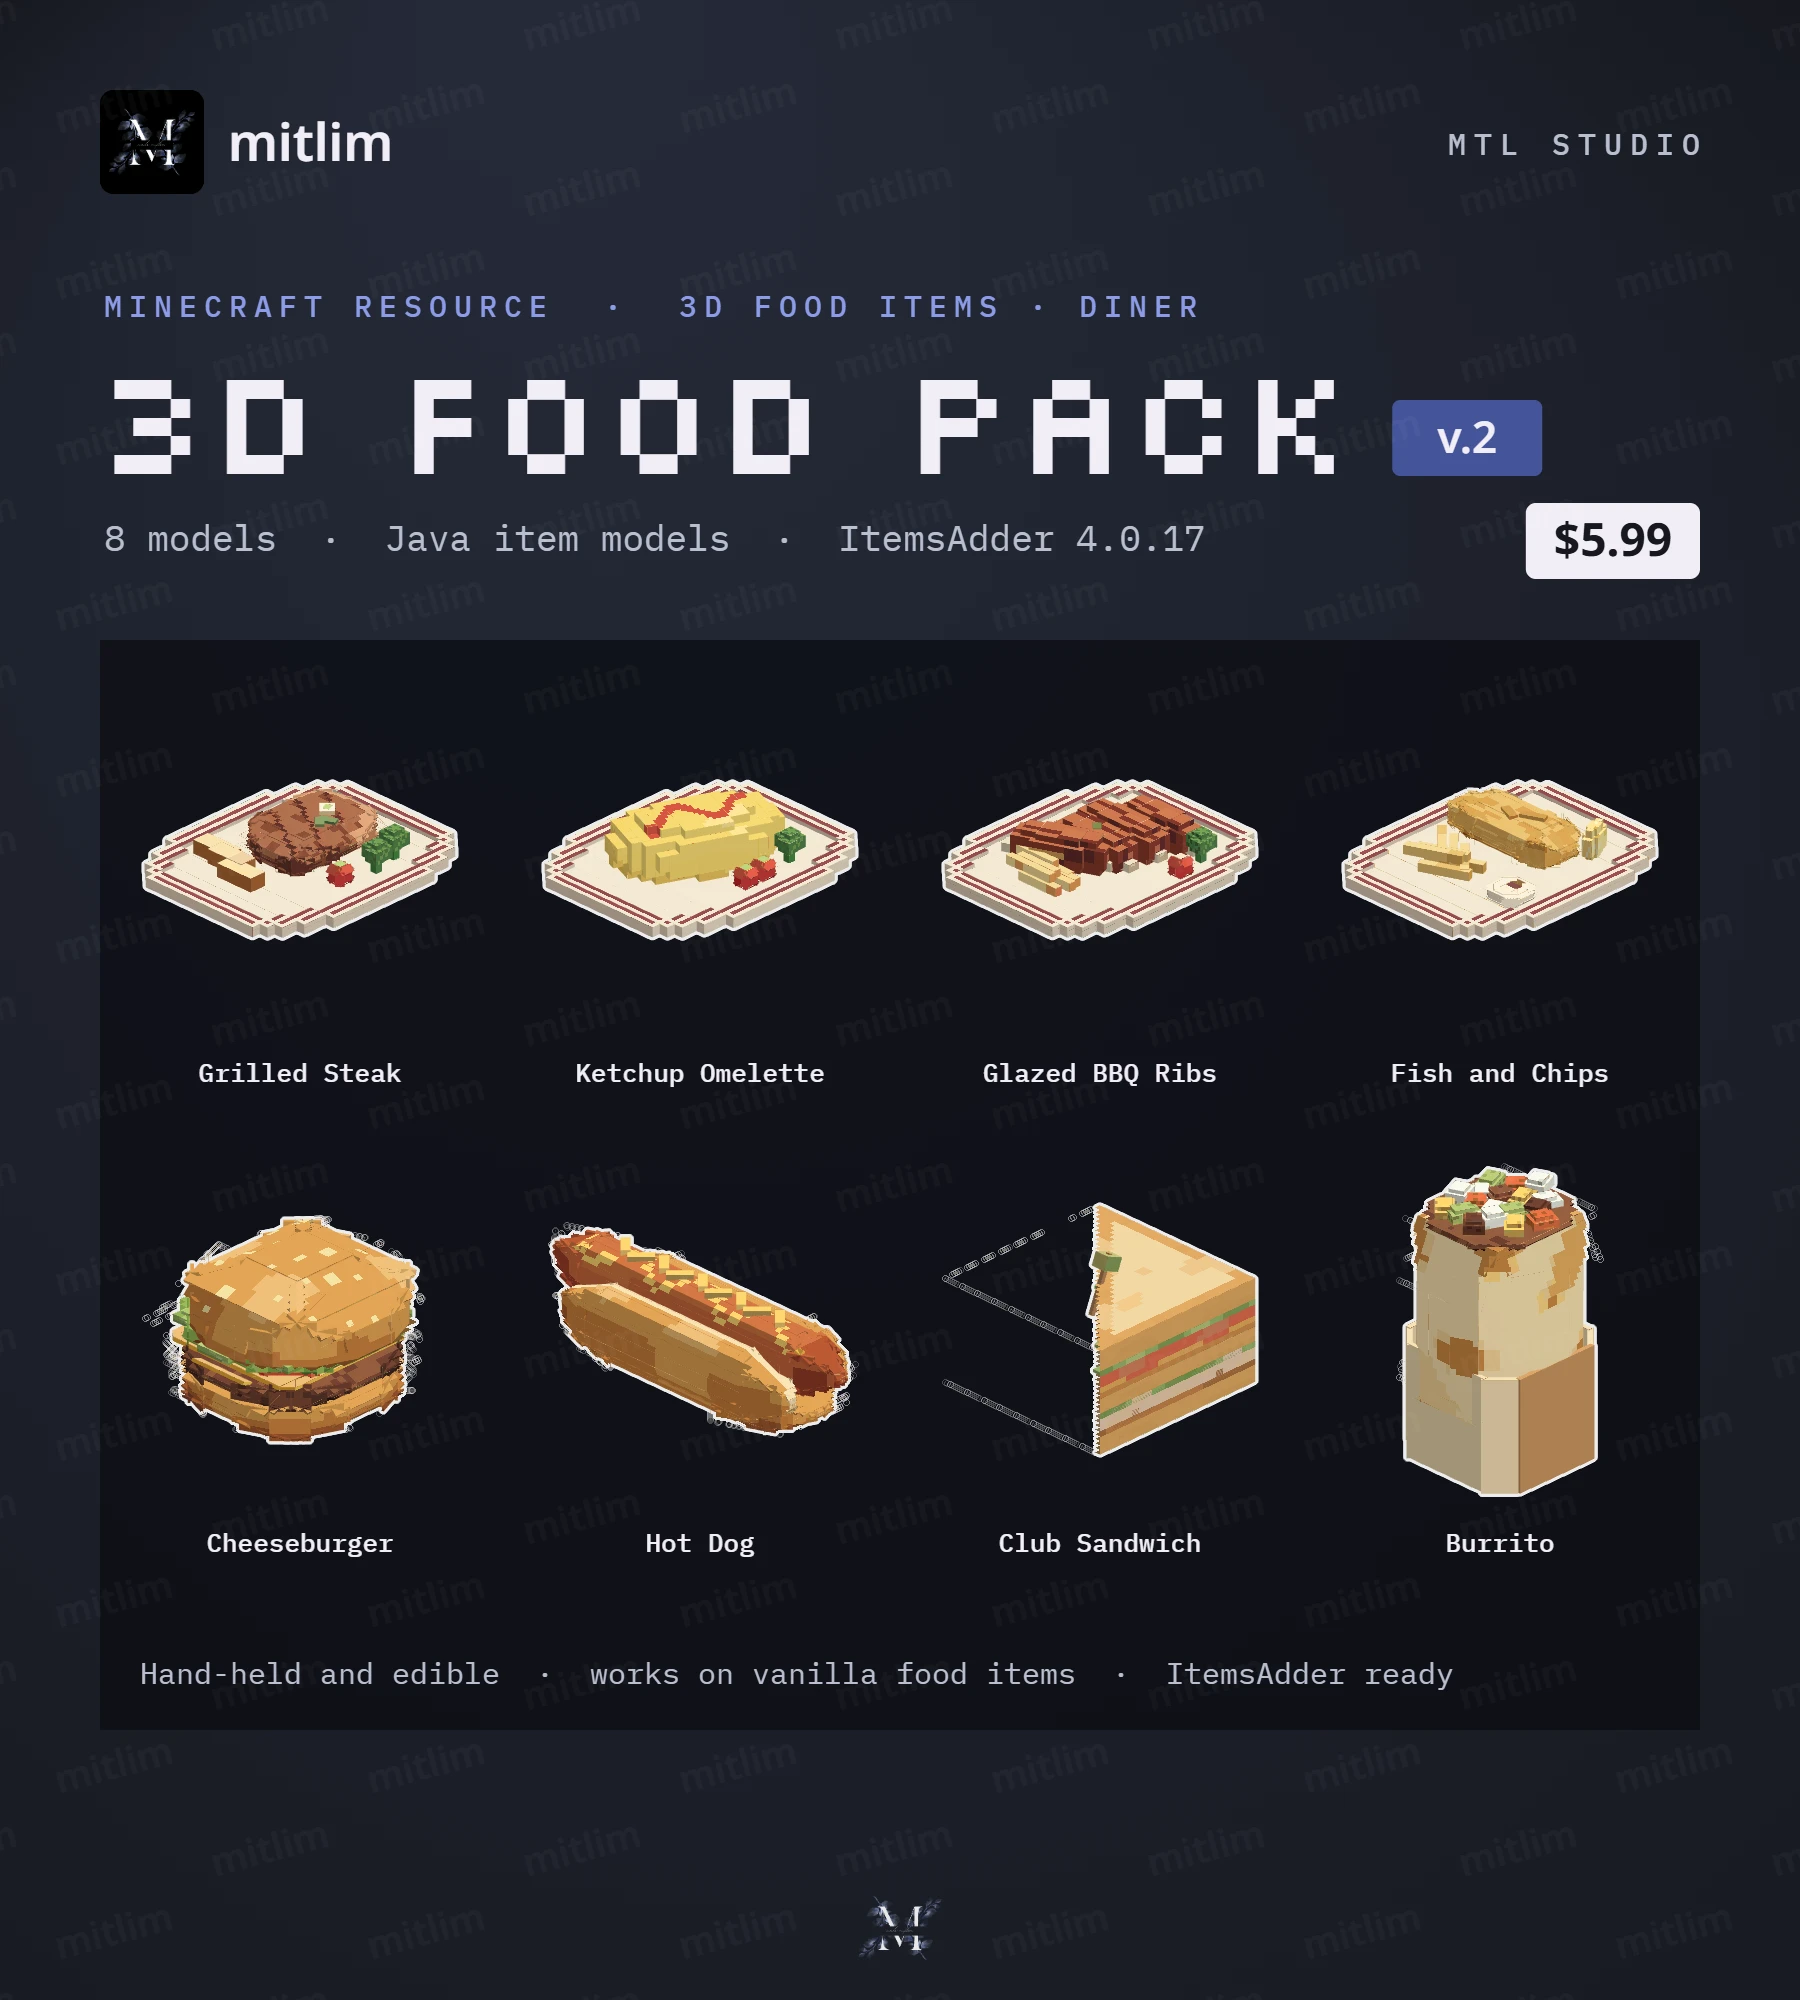 mitlim
MTL STUDIO
MINECRAFT RESOURCE · 3D FOOD ITEMS · DINER
3D FOOD PACK v.2
8 models · Java item models · ItemsAdder 4.0.17
$5.99
Grilled Steak
Ketchup Omelette
Glazed BBQ Ribs
Fish and Chips
Cheeseburger
Hot Dog
Club Sandwich
Burrito
Hand-held and edible · works on vanilla food items · ItemsAdder ready
M